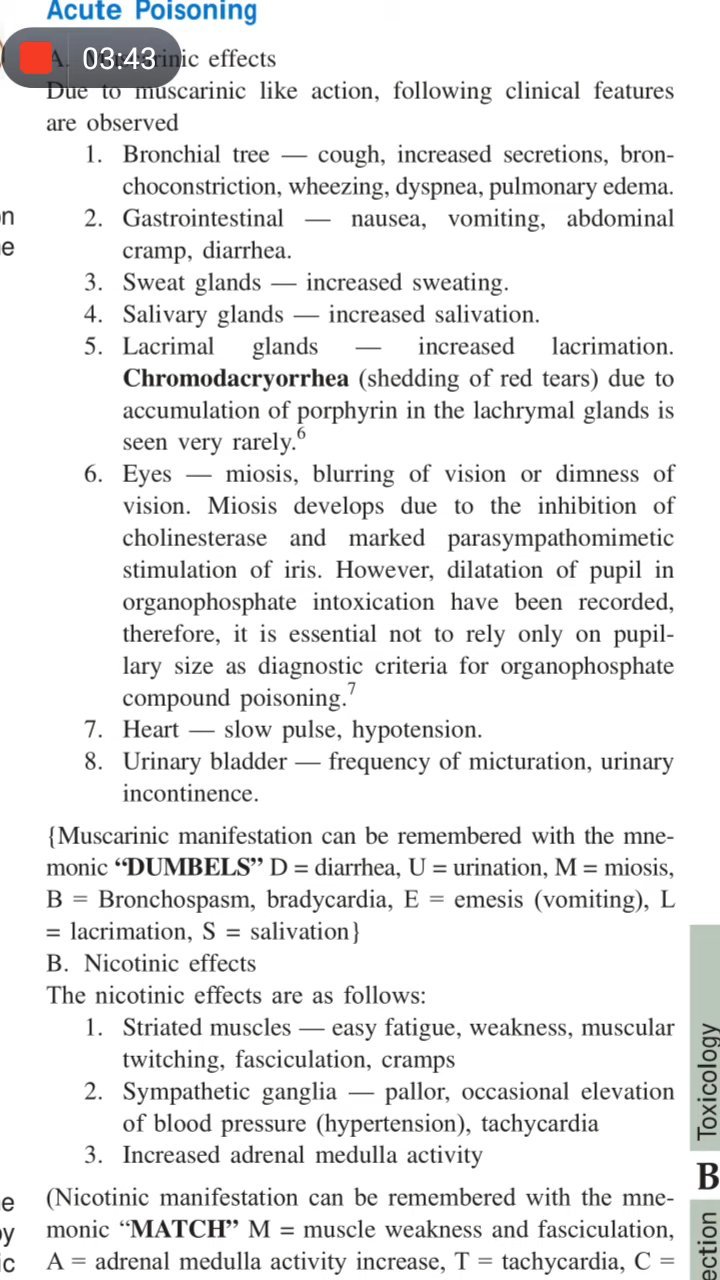 Acute Poisoning
03:43
A. Muscarinic effects
Due to muscarinic like action, following clinical features
are observed
1. Bronchial tree — cough, increased secretions, bron-
choconstriction, wheezing, dyspnea, pulmonary edema.
2. Gastrointestinal — nausea, vomiting, abdominal
cramp, diarrhea.
3. Sweat glands — increased sweating.
4. Salivary glands — increased salivation.
5. Lacrimal glands — increased lacrimation.
Chromodacryorrhea (shedding of red tears) due to
accumulation of porphyrin in the lachrymal glands is
seen very rarely.6
6. Eyes — miosis, blurring of vision or dimness of
vision. Miosis develops due to the inhibition of
cholinesterase and marked parasympathomimetic
stimulation of iris. However, dilatation of pupil in
organophosphate intoxication have been recorded,
therefore, it is essential not to rely only on pupil-
lary size as diagnostic criteria for organophosphate
compound poisoning.7
7. Heart — slow pulse, hypotension.
8. Urinary bladder — frequency of micturation, urinary
incontinence.
{Muscarinic manifestation can be remembered with the mne-
monic “DUMBELS” D = diarrhea, U = urination, M = miosis,
B = Bronchospasm, bradycardia, E = emesis (vomiting), L
= lacrimation, S = salivation}
B. Nicotinic effects
The nicotinic effects are as follows:
1. Striated muscles — easy fatigue, weakness, muscular
twitching, fasciculation, cramps
2. Sympathetic ganglia — pallor, occasional elevation
of blood pressure (hypertension), tachycardia
3. Increased adrenal medulla activity
(Nicotinic manifestation can be remembered with the mne-
monic “MATCH” M = muscle weakness and fasciculation,
A = adrenal medulla activity increase, T = tachycardia, C =
Toxicology
B